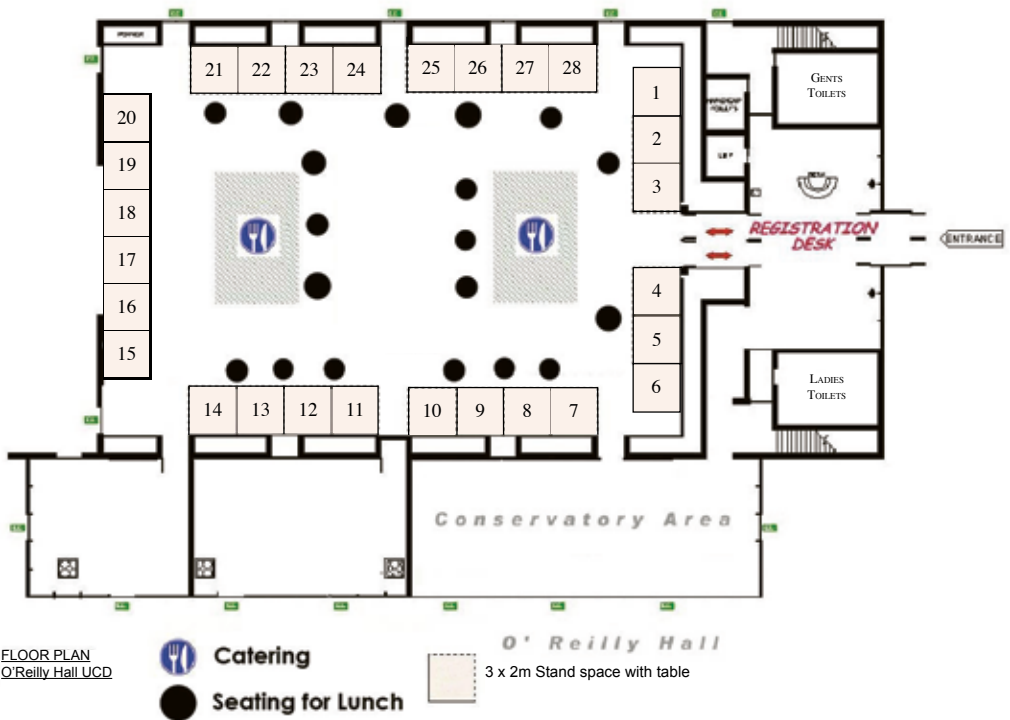 21 22 23 24 25 26 27 28
1
2
3
GENTS
TOILETS
20
19
18
17
16
15
REGISTRATION
DESK
ENTRANCE
4
5
6
LADIES
TOILETS
14 13 12 11 10 9 8 7
Conservatory Area
O' Reilly Hall
FLOOR PLAN
O'Reilly Hall UCD
Catering
Seating for Lunch
3 x 2m Stand space with table